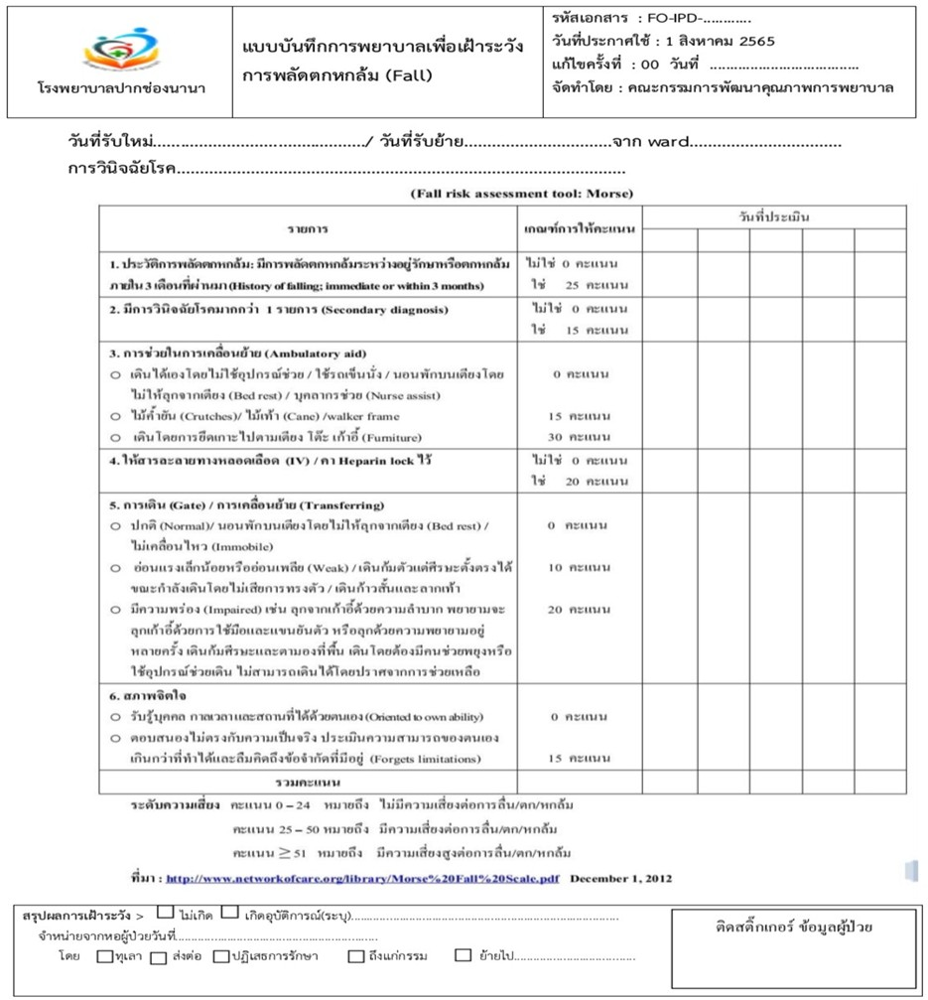 โรงพยาบาลปากช่องนานา
แบบบันทึกการพยาบาลเพื่อเฝ้าระวัง
การพลัดตกหกล้ม (Fall)
รหัสเอกสาร : FO-IPD-............
วันที่ประกาศใช้ : 1 สิงหาคม 2565
แก้ไขครั้งที่ : 00 วันที่ .....................................
จัดทำโดย : คณะกรรมการพัฒนาคุณภาพการพยาบาล
วันที่รับใหม่............................................/ วันที่รับย้าย...............................จาก ward................................
การวินิจฉัยโรค...............................................................................................
(Fall risk assessment tool: Morse)
รายการ เกณฑ์การให้คะแนน วันที่ประเมิน
1. ประวัติการพลัดตกหกล้ม: มีการพลัดตกหกล้มระหว่างอยู่รักษาหรือตกหกล้ม ไม่ใช่ 0 คะแนน
ภายใน 3 เดือนที่ผ่านมา (History of falling; immediate or within 3 months) ใช่ 25 คะแนน
2. มีการวินิจฉัยโรคมากกว่า 1 รายการ (Secondary diagnosis) ไม่ใช่ 0 คะแนน
ใช่ 15 คะแนน
3. การช่วยในการเคลื่อนย้าย (Ambulatory aid)
เดินได้เองโดยไม่ใช้อุปกรณ์ช่วย / ใช้รถเข็นนั่ง / นอนพักบนเตียงโดย 0 คะแนน
ไม่ให้ลุกจากเตียง (Bed rest) / บุคลากรช่วย (Nurse assist)
ไม้ค้ำยัน (Crutches)/ ไม้เท้า (Cane) /walker frame 15 คะแนน
เดินโดยการยึดเกาะไปตามเตียง โต๊ะ เก้าอี้ (Furniture) 30 คะแนน
4. ให้สารละลายทางหลอดเลือด (IV) / คา Heparin lock ไว้ ไม่ใช่ 0 คะแนน
ใช่ 20 คะแนน
5. การเดิน (Gate) / การเคลื่อนย้าย (Transferring)
ปกติ (Normal)/ นอนพักบนเตียงโดยไม่ให้ลุกจากเตียง (Bed rest) / 0 คะแนน
ไม่เคลื่อนไหว (Immobile)
อ่อนแรงเล็กน้อยหรืออ่อนเพลีย (Weak) / เดินก้มตัวแต่ศีรษะตั้งตรงได้ 10 คะแนน
ขณะกำลังเดินโดยไม่เสียการทรงตัว / เดินก้าวสั้นและลากเท้า
มีความพร่อง (Impaired) เช่น ลุกจากเก้าอี้ด้วยความลำบาก พยายามจะ 20 คะแนน
ลุกเก้าอี้ด้วยการใช้มือและแขนยันตัว หรือลุกด้วยความพยายามอยู่
หลายครั้ง เดินก้มศีรษะและตามองที่พื้น เดินโดยต้องมีคนช่วยพยุงหรือ
ใช้อุปกรณ์ช่วยเดิน ไม่สามารถเดินได้โดยปราศจากการช่วยเหลือ
6. สภาพจิตใจ
รับรู้บุคคล กาลเวลาและสถานที่ได้ด้วยตนเอง (Oriented to own ability) 0 คะแนน
ตอบสนองไม่ตรงกับความเป็นจริง ประเมินความสามารถของตนเอง
เกินกว่าที่ทำได้และลืมคิดถึงข้อจำกัดที่มีอยู่ (Forgets limitations) 15 คะแนน
รวมคะแนน
ระดับความเสี่ยง คะแนน 0 – 24 หมายถึง ไม่มีความเสี่ยงต่อการลื่น/ตก/หกล้ม
คะแนน 25 – 50 หมายถึง มีความเสี่ยงต่อการลื่น/ตก/หกล้ม
คะแนน ≥ 51 หมายถึง มีความเสี่ยงสูงต่อการลื่น/ตก/หกล้ม
ที่มา : http://www.networkofcare.org/library/Morse%20Fall%20Scale.pdf December 1, 2012
สรุปผลการเฝ้าระวัง > ไม่เกิด เกิดอุบัติการณ์(ระบุ)........................................................................
จำหน่ายจากหอผู้ป่วยวันที่.......................................................
โดย ทุเลา ส่งต่อ ปฏิเสธการรักษา ถึงแก่กรรม ย้ายไป.................................
ติดสติ๊กเกอร์ ข้อมูลผู้ป่วย